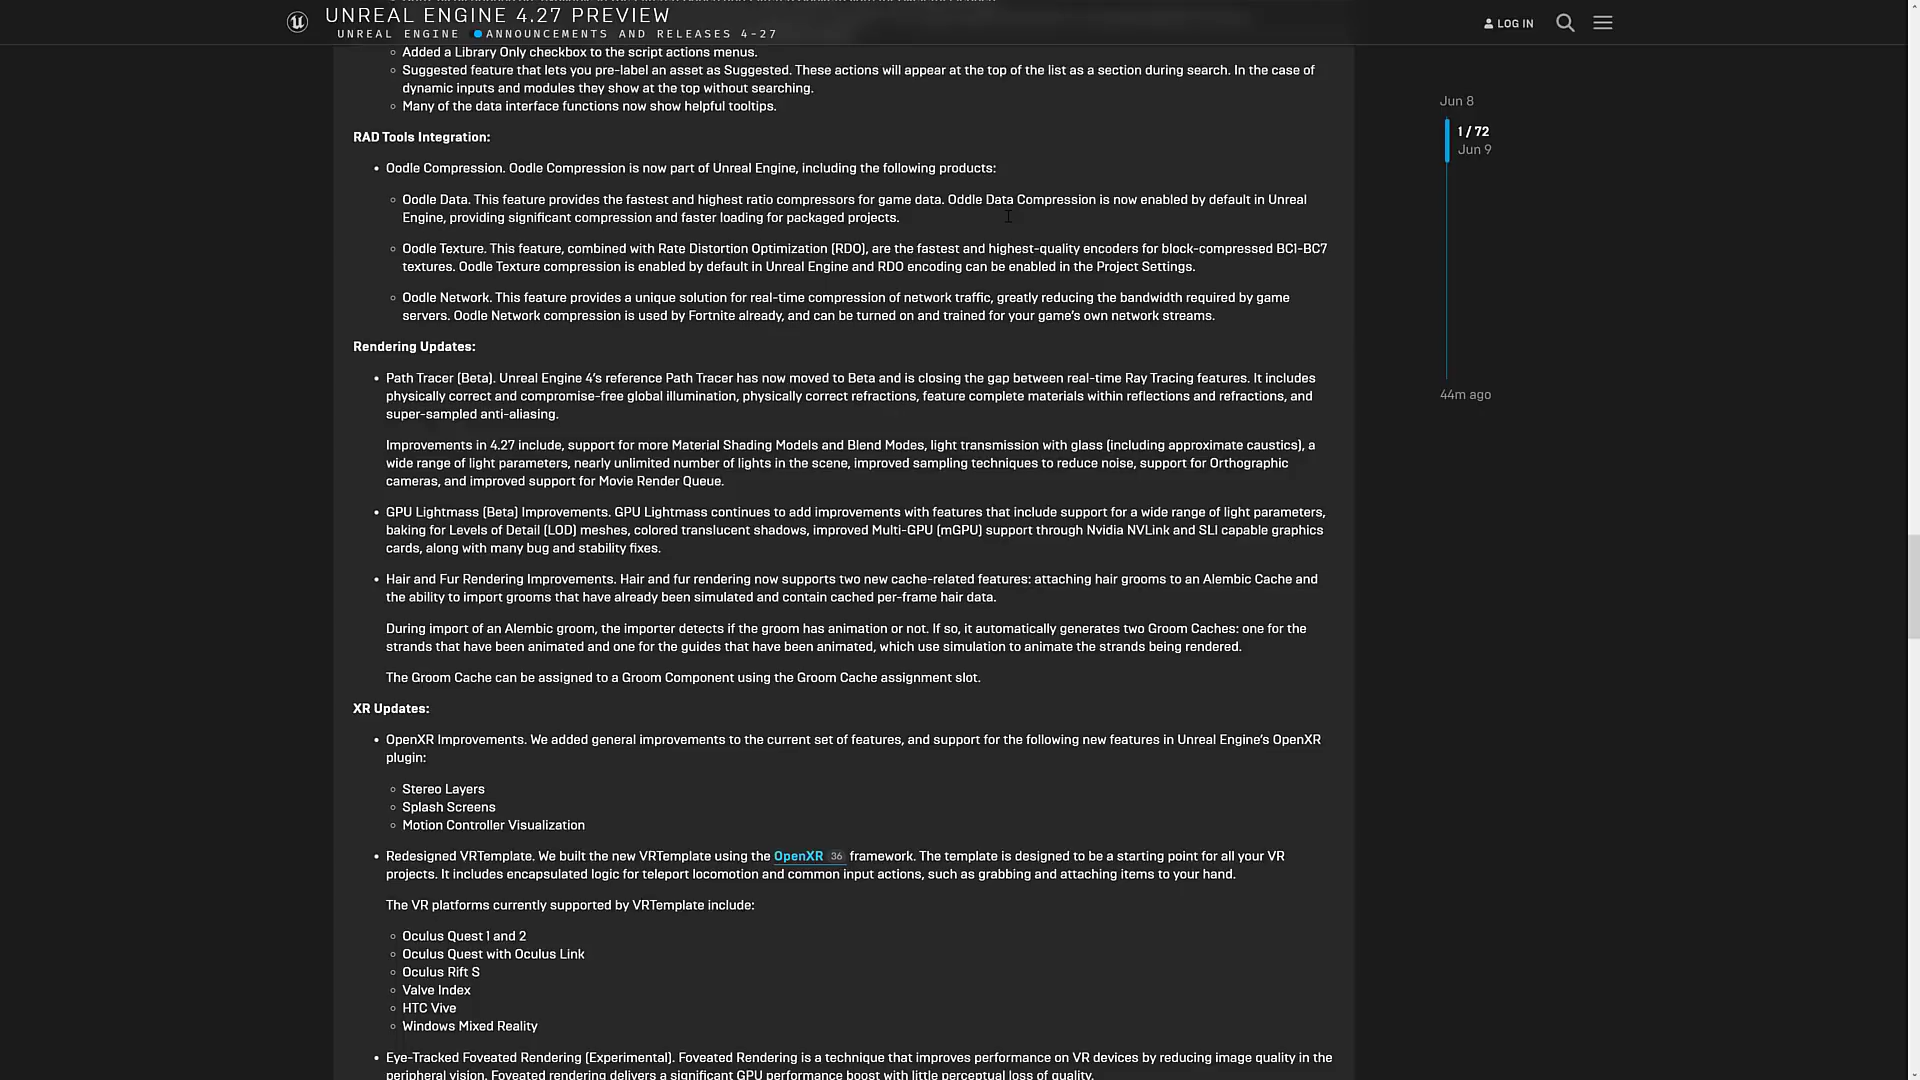 UNREAL ENGINE 4.27 PREVIEW
UNREAL ENGINE ANNOUNCEMENTS AND RELEASES 4-27
LOG IN
Added a Library Only checkbox to the script actions menus.
Suggested feature that lets you pre-label an asset as Suggested. These actions will appear at the top of the list as a section during search. In the case of
dynamic inputs and modules they show at the top without searching.
Many of the data interface functions now show helpful tooltips.
Jun 8
1 / 72
Jun 9
44m ago
RAD Tools Integration:
Oodle Compression. Oodle Compression is now part of Unreal Engine, including the following products:
Oodle Data. This feature provides the fastest and highest ratio compressors for game data. Oddle Data Compression is now enabled by default in Unreal
Engine, providing significant compression and faster loading for packaged projects.
Oodle Texture. This feature, combined with Rate Distortion Optimization (RDO), are the fastest and highest-quality encoders for block-compressed BC1-BC7
textures. Oodle Texture compression is enabled by default in Unreal Engine and RDO encoding can be enabled in the Project Settings.
Oodle Network. This feature provides a unique solution for real-time compression of network traffic, greatly reducing the bandwidth required by game
servers. Oodle Network compression is used by Fortnite already, and can be turned on and trained for your game's own network streams.
Rendering Updates:
Path Tracer (Beta). Unreal Engine 4's reference Path Tracer has now moved to Beta and is closing the gap between real-time Ray Tracing features. It includes
physically correct and compromise-free global illumination, physically correct refractions, feature complete materials within reflections and refractions, and
super-sampled anti-aliasing.
Improvements in 4.27 include, support for more Material Shading Models and Blend Modes, light transmission with glass (including approximate caustics), a
wide range of light parameters, nearly unlimited number of lights in the scene, improved sampling techniques to reduce noise, support for Orthographic
cameras, and improved support for Movie Render Queue.
GPU Lightmass (Beta) Improvements. GPU Lightmass continues to add improvements with features that include support for a wide range of light parameters,
baking for Levels of Detail (LOD) meshes, colored translucent shadows, improved Multi-GPU (mGPU) support through Nvidia NVLink and SLI capable graphics
cards, along with many bug and stability fixes.
Hair and Fur Rendering Improvements. Hair and fur rendering now supports two new cache-related features: attaching hair grooms to an Alembic Cache and
the ability to import grooms that have already been simulated and contain cached per-frame hair data.
During import of an Alembic groom, the importer detects if the groom has animation or not. If so, it automatically generates two Groom Caches: one for the
strands that have been animated and one for the guides that have been animated, which use simulation to animate the strands being rendered.
The Groom Cache can be assigned to a Groom Component using the Groom Cache assignment slot.
XR Updates:
OpenXR Improvements. We added general improvements to the current set of features, and support for the following new features in Unreal Engine's OpenXR
plugin:
Stereo Layers
Splash Screens
Motion Controller Visualization
Redesigned VRTemplate. We built the new VRTemplate using the OpenXR 36 framework. The template is designed to be a starting point for all your VR
projects. It includes encapsulated logic for teleport locomotion and common input actions, such as grabbing and attaching items to your hand.
The VR platforms currently supported by VRTemplate include:
Oculus Quest 1 and 2
Oculus Quest with Oculus Link
Oculus Rift S
Valve Index
HTC Vive
Windows Mixed Reality
Eye-Tracked Foveated Rendering (Experimental). Foveated Rendering is a technique that improves performance on VR devices by reducing image quality in the
peripheral vision. Foveated rendering delivers a significant GPU performance boost with little perceptual loss of quality.